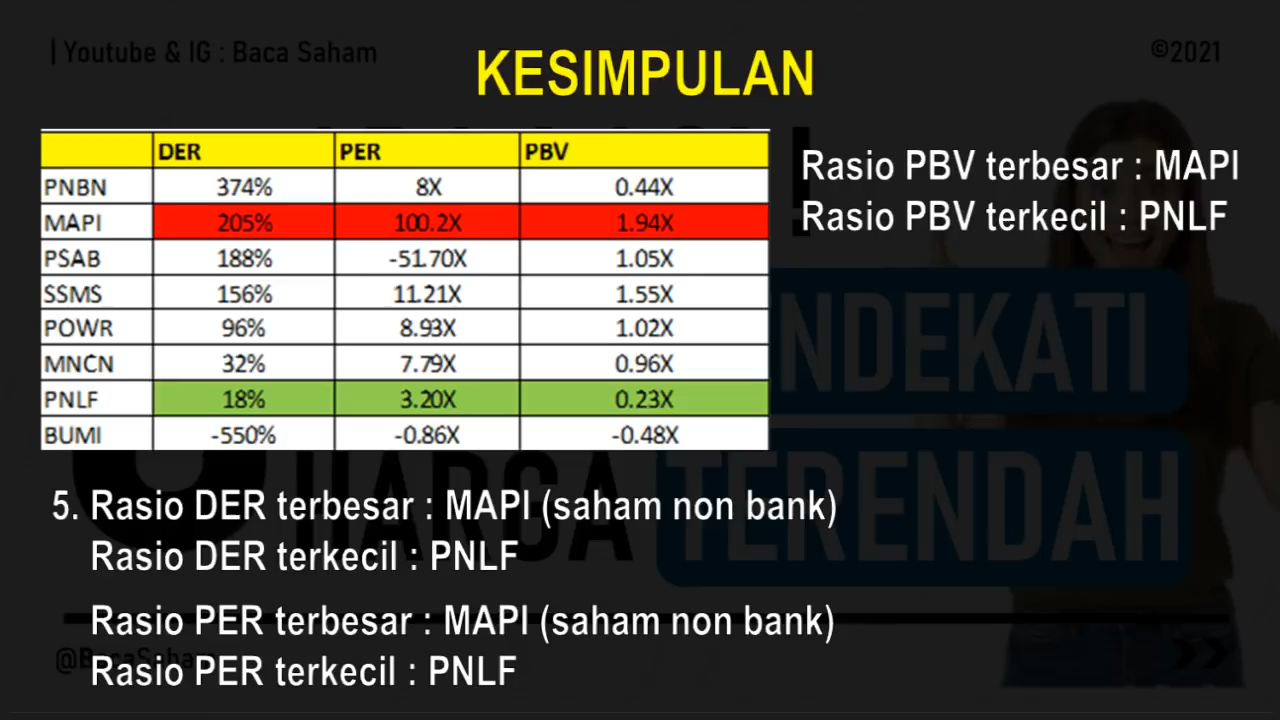 | Youtube & IG : Baca Saham
©2021
KESIMPULAN
DER PER PBV
PNBN 374% 8X 0.44X
MAPI 205% 100.2X 1.94X
PSAB 188% -51.70X 1.05X
SSMS 156% 11.21X 1.55X
POWR 96% 8.93X 1.02X
MNCN 32% 7.79X 0.96X
PNLF 18% 3.20X 0.23X
BUMI -550% -0.86X -0.48X
Rasio PBV terbesar : MAPI
Rasio PBV terkecil : PNLF
NDEKATI
HARGA TERENDAH
5. Rasio DER terbesar : MAPI (saham non bank)
Rasio DER terkecil : PNLF
Rasio PER terbesar : MAPI (saham non bank)
@BacaSaham
Rasio PER terkecil : PNLF